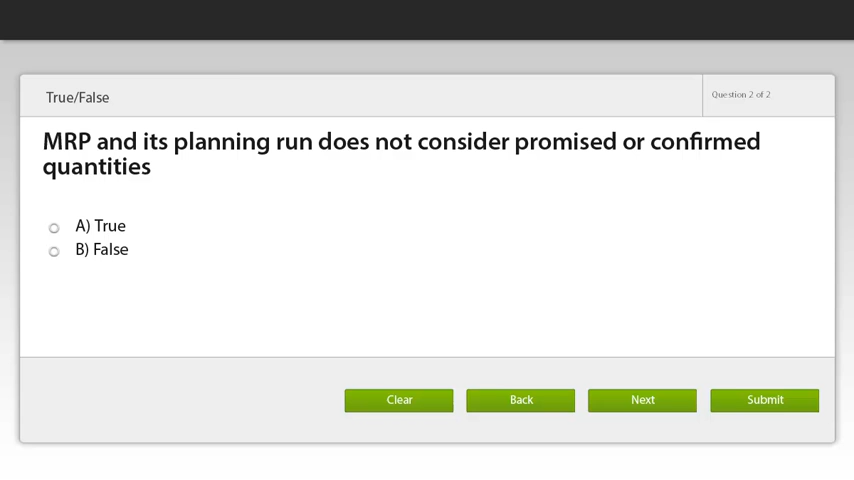 True/False
Question 2 of 2
MRP and its planning run does not consider promised or confirmed
quantities
A) True
B) False
Clear
Back
Next
Submit